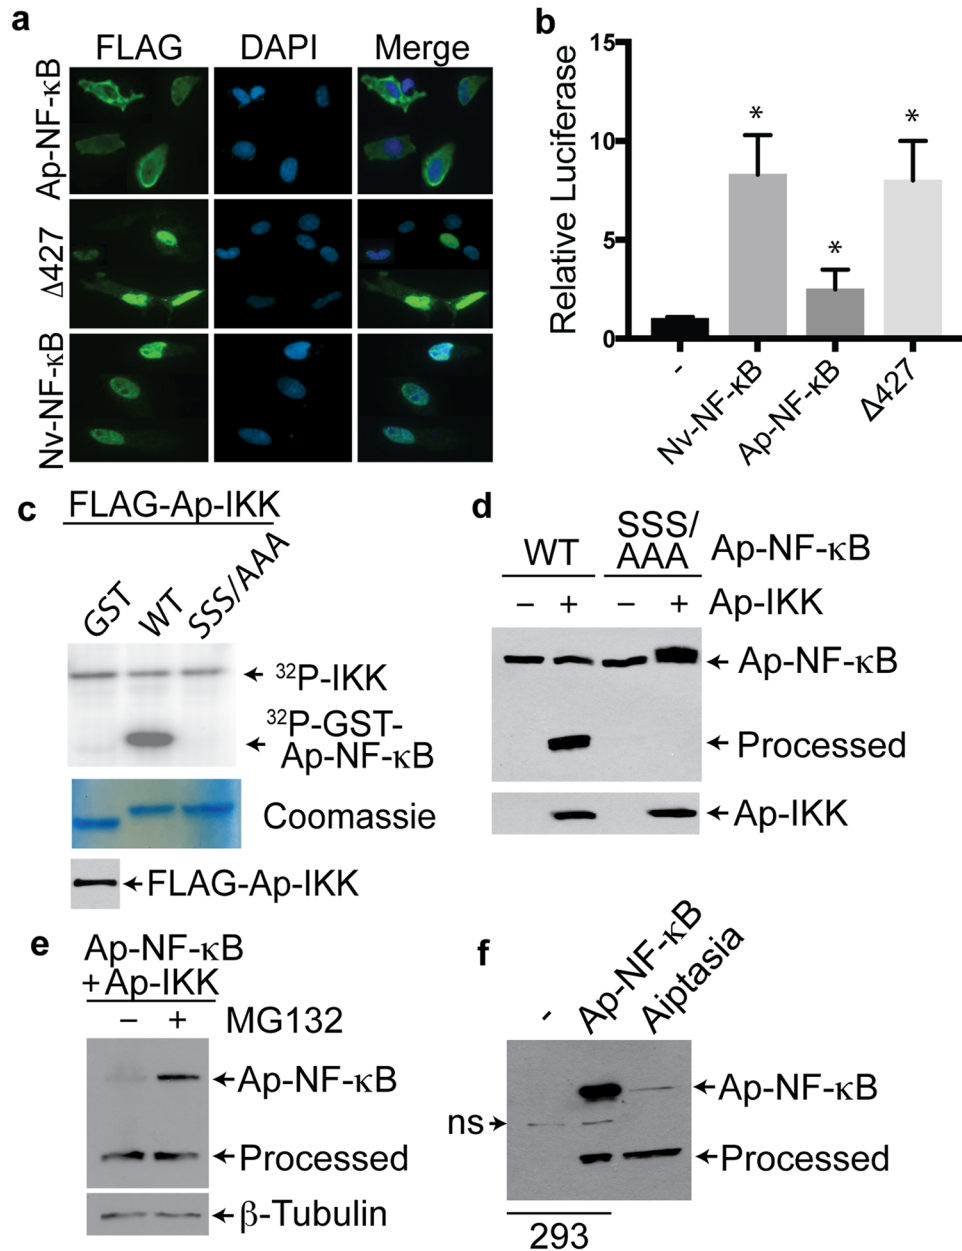 a
FLAG DAPI Merge
Ap-NF-κB
Δ427
Nv-NF-κB
b
Relative Luciferase
15
10
5
0
* * *
- Nv-NF-κB Ap-NF-κB Δ427
c
FLAG-Ap-IKK
GST WT SSS/AAA
32P-IKK
32P-GST-
Ap-NF-κB
Coomassie
FLAG-Ap-IKK
d
WT SSS/
AAA Ap-NF-κB
– + – + Ap-IKK
Ap-NF-κB
Processed
Ap-IKK
e
Ap-NF-κB
+ Ap-IKK
– + MG132
Ap-NF-κB
Processed
β-Tubulin
f
- Ap-NF-κB Aiptasia
Ap-NF-κB
ns
Processed
293